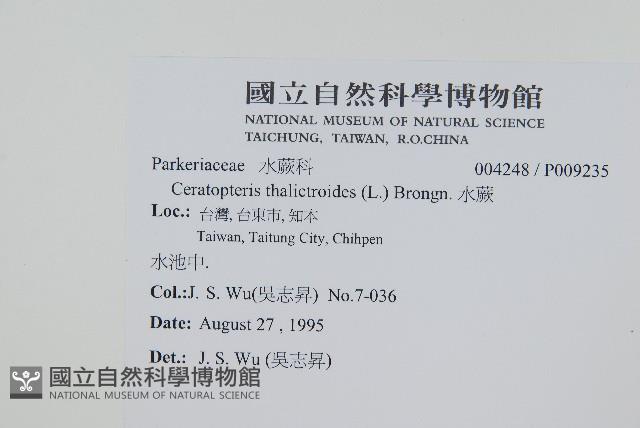 國立自然科學博物館
NATIONAL MUSEUM OF NATURAL SCIENCE
TAICHUNG, TAIWAN, R.O.CHINA
Parkeriaceae 水蕨科 004248 / P009235
Ceratopteris thalictroides (L.) Brongn. 水蕨
Loc.: 台灣, 台東市, 知本
Taiwan, Taitung City, Chihpen
水池中.
Col.:J. S. Wu(吳志昇) No.7-036
Date: August 27 , 1995
Det.: J. S. Wu (吳志昇)
國立自然科學博物館
NATIONAL MUSEUM OF NATURAL SCIENCE